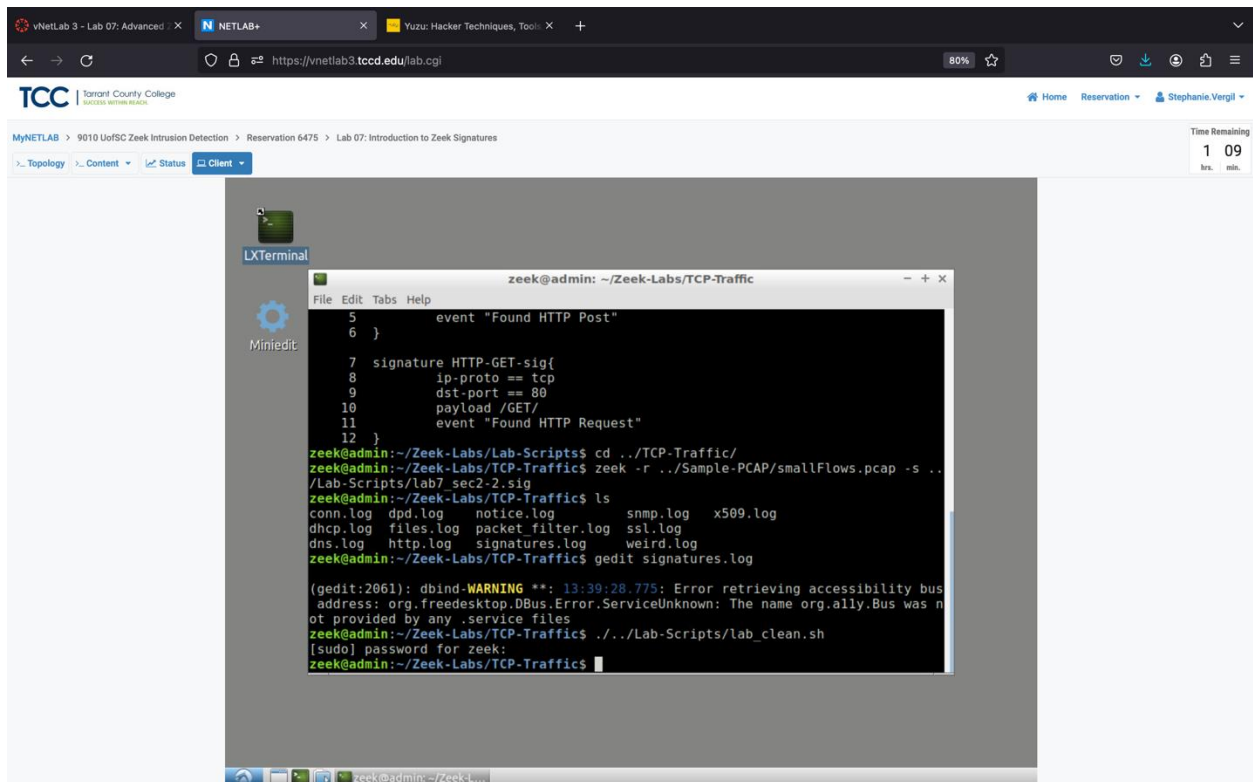 vNetLab 3 - Lab 07: Advanced Z
NETLAB+
Yuzu: Hacker Techniques, Tools
https://vnetlab3.tccd.edu/lab.cgi
80%
TCC Tarrant County College
SUCCESS WITHIN REACH.
Home Reservation Stephanie.Vergil
MyNETLAB > 9010 UofSC Zeek Intrusion Detection > Reservation 6475 > Lab 07: Introduction to Zeek Signatures
Time Remaining
1 09
hrs. min.
Topology Content Status Client
LXTerminal
Miniedit
zeek@admin: ~/Zeek-Labs/TCP-Traffic
File Edit Tabs Help
5 event "Found HTTP Post"
6 }
7 signature HTTP-GET-sig{
8 ip-proto == tcp
9 dst-port == 80
10 payload /GET/
11 event "Found HTTP Request"
12 }
zeek@admin:~/Zeek-Labs/Lab-Scripts$ cd ../TCP-Traffic/
zeek@admin:~/Zeek-Labs/TCP-Traffic$ zeek -r ../Sample-PCAP/smallFlows.pcap -s ..
/Lab-Scripts/lab7_sec2-2.sig
zeek@admin:~/Zeek-Labs/TCP-Traffic$ ls
conn.log dpd.log notice.log snmp.log x509.log
dhcp.log files.log packet_filter.log ssl.log
dns.log http.log signatures.log weird.log
zeek@admin:~/Zeek-Labs/TCP-Traffic$ gedit signatures.log
(gedit:2061): dbind-WARNING **: 13:39:28.775: Error retrieving accessibility bus
address: org.freedesktop.DBus.Error.ServiceUnknown: The name org.a11y.Bus was n
ot provided by any .service files
zeek@admin:~/Zeek-Labs/TCP-Traffic$ ./../Lab-Scripts/lab_clean.sh
[sudo] password for zeek:
zeek@admin:~/Zeek-Labs/TCP-Traffic$
zeek@admin: ~/Zeek-L...